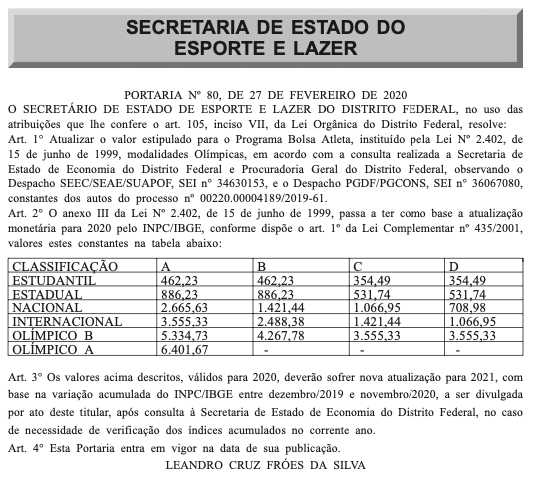 SECRETARIA DE ESTADO DO
ESPORTE E LAZER
PORTARIA Nº 80, DE 27 DE FEVEREIRO DE 2020
O SECRETÁRIO DE ESTADO DE ESPORTE E LAZER DO DISTRITO FEDERAL, no uso das
atribuições que lhe confere o art. 105, inciso VII, da Lei Orgânica do Distrito Federal, resolve:
Art. 1° Atualizar o valor estipulado para o Programa Bolsa Atleta, instituído pela Lei Nº 2.402, de
15 de junho de 1999, modalidades Olímpicas, em acordo com a consulta realizada a Secretaria de
Estado de Economia do Distrito Federal e Procuradoria Geral do Distrito Federal, observando o
Despacho SEEC/SEAE/SUAPOF, SEI n° 34630153, e o Despacho PGDF/PGCONS, SEI n° 36067080,
constantes dos autos do processo nº 00220.00004189/2019-61.
Art. 2° O anexo III da Lei Nº 2.402, de 15 de junho de 1999, passa a ter como base a atualização
monetária para 2020 pelo INPC/IBGE, conforme dispõe o art. 1º da Lei Complementar nº 435/2001,
valores estes constantes na tabela abaixo:
CLASSIFICAÇÃO A B C D
ESTUDANTIL 462,23 462,23 354,49 354,49
ESTADUAL 886,23 886,23 531,74 531,74
NACIONAL 2.665,63 1.421,44 1.066,95 708,98
INTERNACIONAL 3.555,33 2.488,38 1.421,44 1.066,95
OLÍMPICO B 5.334,73 4.267,78 3.555,33 3.555,33
OLÍMPICO A 6.401,67 - - -
Art. 3° Os valores acima descritos, válidos para 2020, deverão sofrer nova atualização para 2021, com
base na variação acumulada do INPC/IBGE entre dezembro/2019 e novembro/2020, a ser divulgada
por ato deste titular, após consulta à Secretaria de Estado de Economia do Distrito Federal, no caso
de necessidade de verificação dos índices acumulados no corrente ano.
Art. 4° Esta Portaria entra em vigor na data de sua publicação.
LEANDRO CRUZ FRÓES DA SILVA